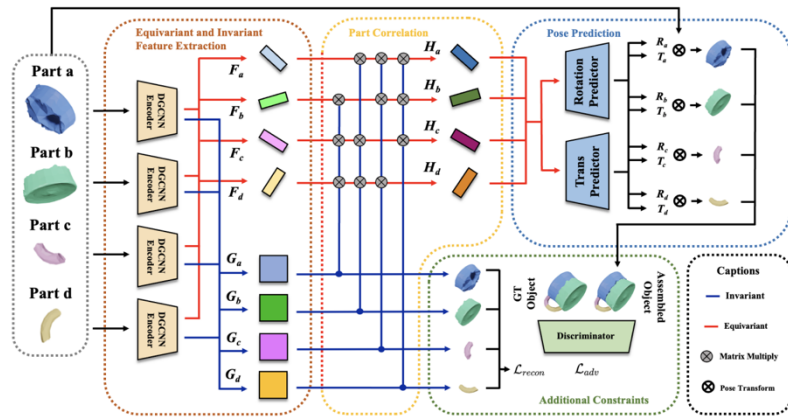 Equivariant and Invariant
Feature Extraction
Part Correlation
Pose Prediction
Part a
Part b
Part c
Part d
DGCNN
Encoder
DGCNN
Encoder
DGCNN
Encoder
DGCNN
Encoder
F_a
F_b
F_c
F_d
G_a
G_b
G_c
G_d
H_a
H_b
H_c
H_d
Rotation
Predictor
Trans
Predictor
R_a
T_a
R_b
T_b
R_c
T_c
R_d
T_d
GT
Object
Assembled
Object
Discriminator
ℒ_recon
ℒ_adv
Additional Constraints
Captions
Invariant
Equivariant
Matrix Multiply
Pose Transform